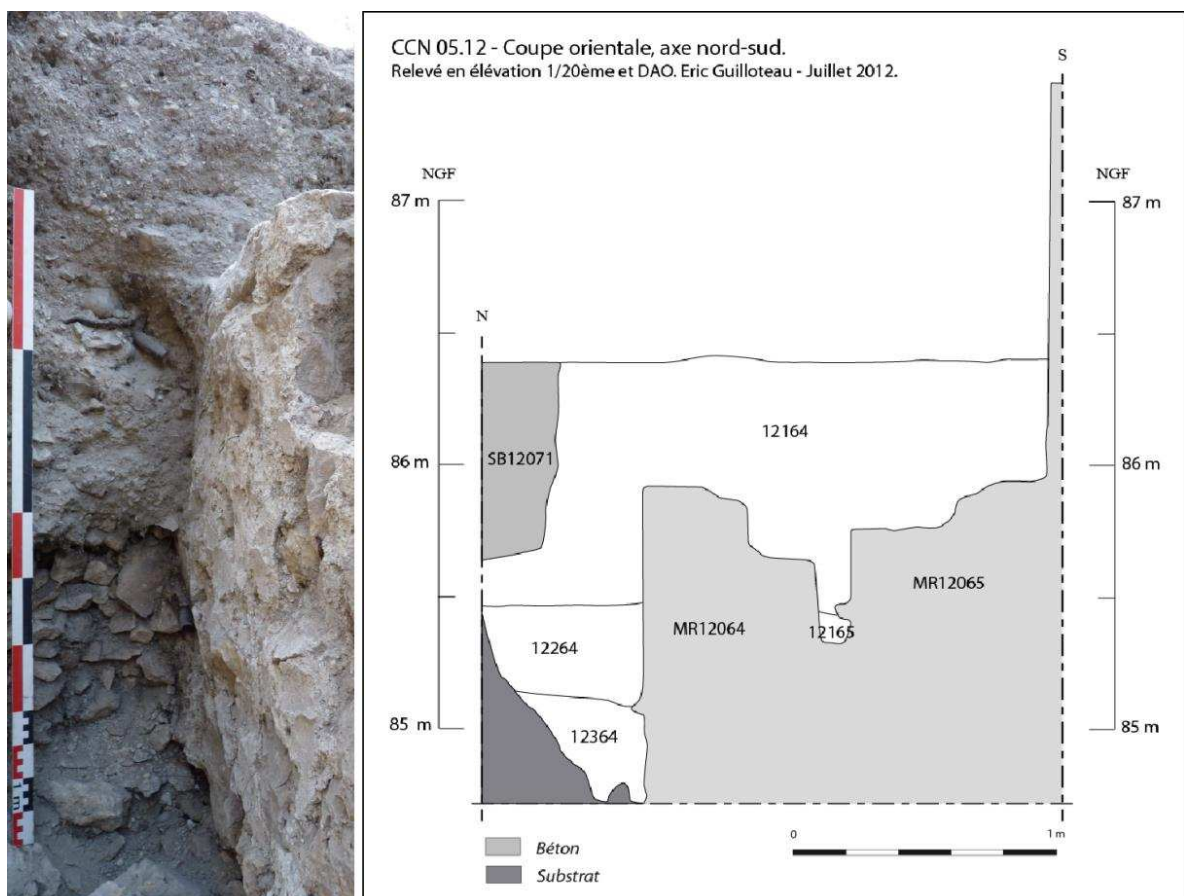 CCN 05.12 - Coupe orientale, axe nord-sud.
Relevé en élévation 1/20ème et DAO. Eric Guilloteau - Juillet 2012.
S
NGF
NGF
87 m
87 m
N
12164
86 m
SB12071
86 m
MR12065
MR12064
12165
12264
85 m
85 m
12364
0
1 m
Béton
Substrat
1m